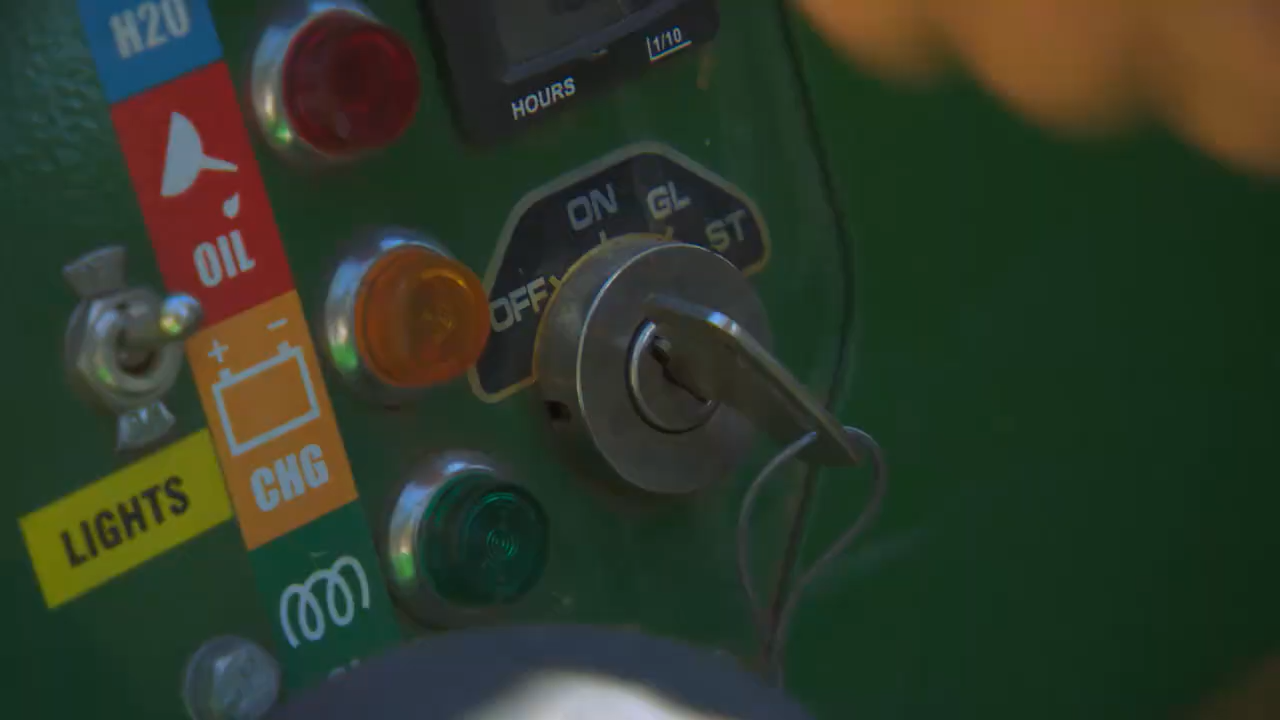 H2O
HOURS
1/10
OIL
ON
GL
ST
OFF
+ -
CHG
LIGHTS